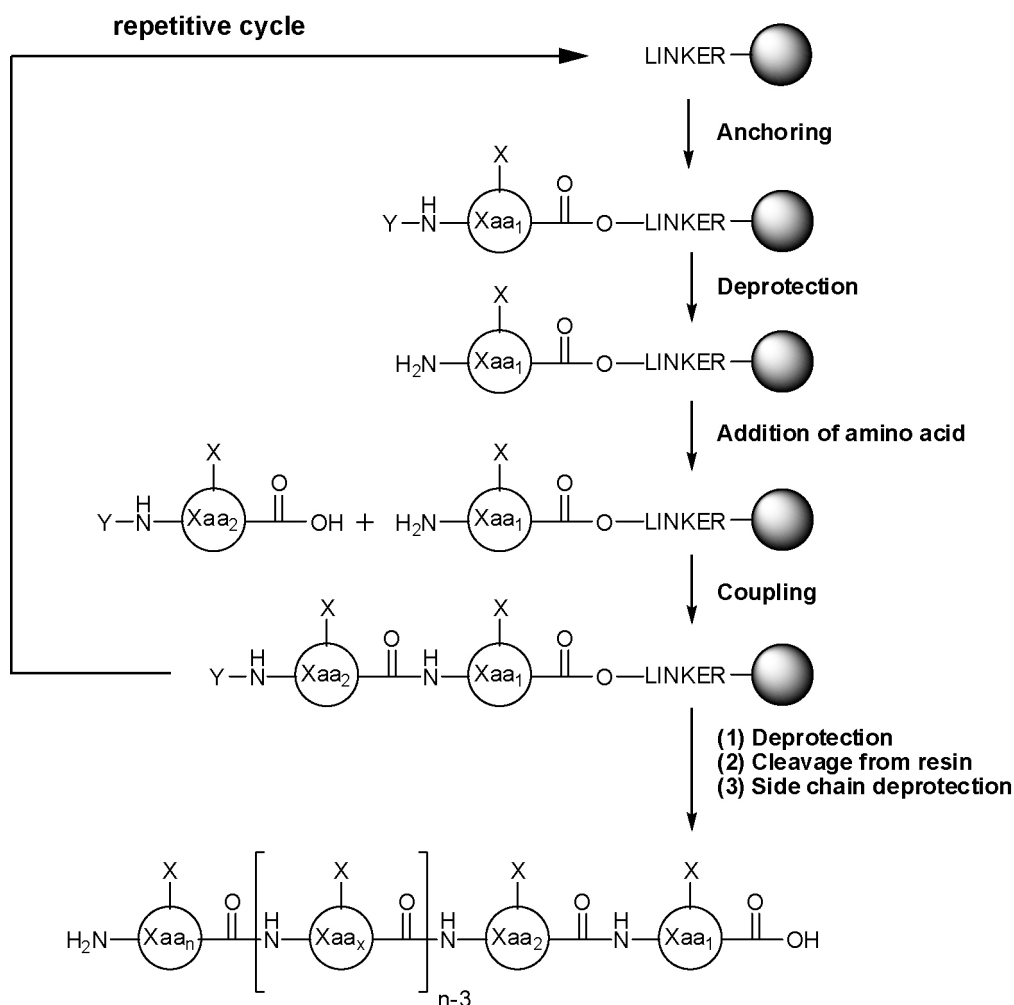 repetitive cycle
LINKER
Anchoring
X
O
H
Y N Xaa₁ O LINKER
Deprotection
X
O
H₂N Xaa₁ O LINKER
Addition of amino acid
X X
O O
H
Y N Xaa₂ OH + H₂N Xaa₁ O LINKER
Coupling
X X
O O
H H
Y N Xaa₂ N Xaa₁ O LINKER
(1) Deprotection
(2) Cleavage from resin
(3) Side chain deprotection
X X X X
O O O O
H H H
H₂N Xaaₙ N Xaaₓ N Xaa₂ N Xaa₁ OH
n-3